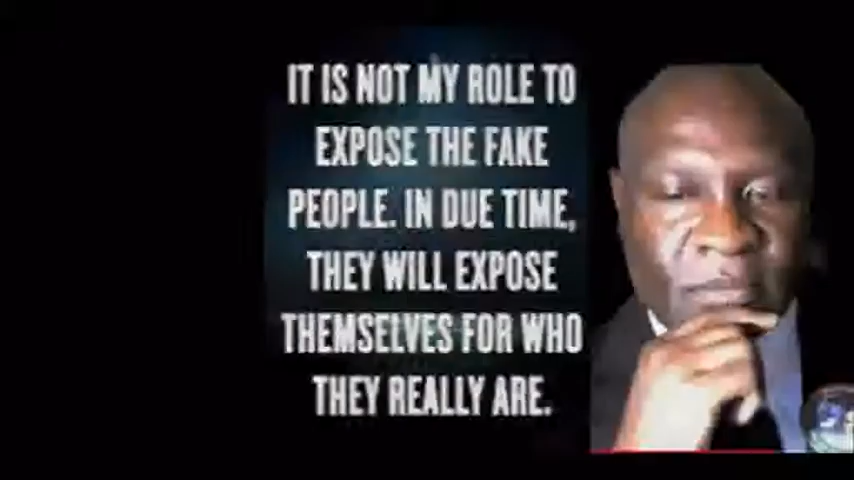 IT IS NOT MY ROLE TO
EXPOSE THE FAKE
PEOPLE. IN DUE TIME,
THEY WILL EXPOSE
THEMSELVES FOR WHO
THEY REALLY ARE.